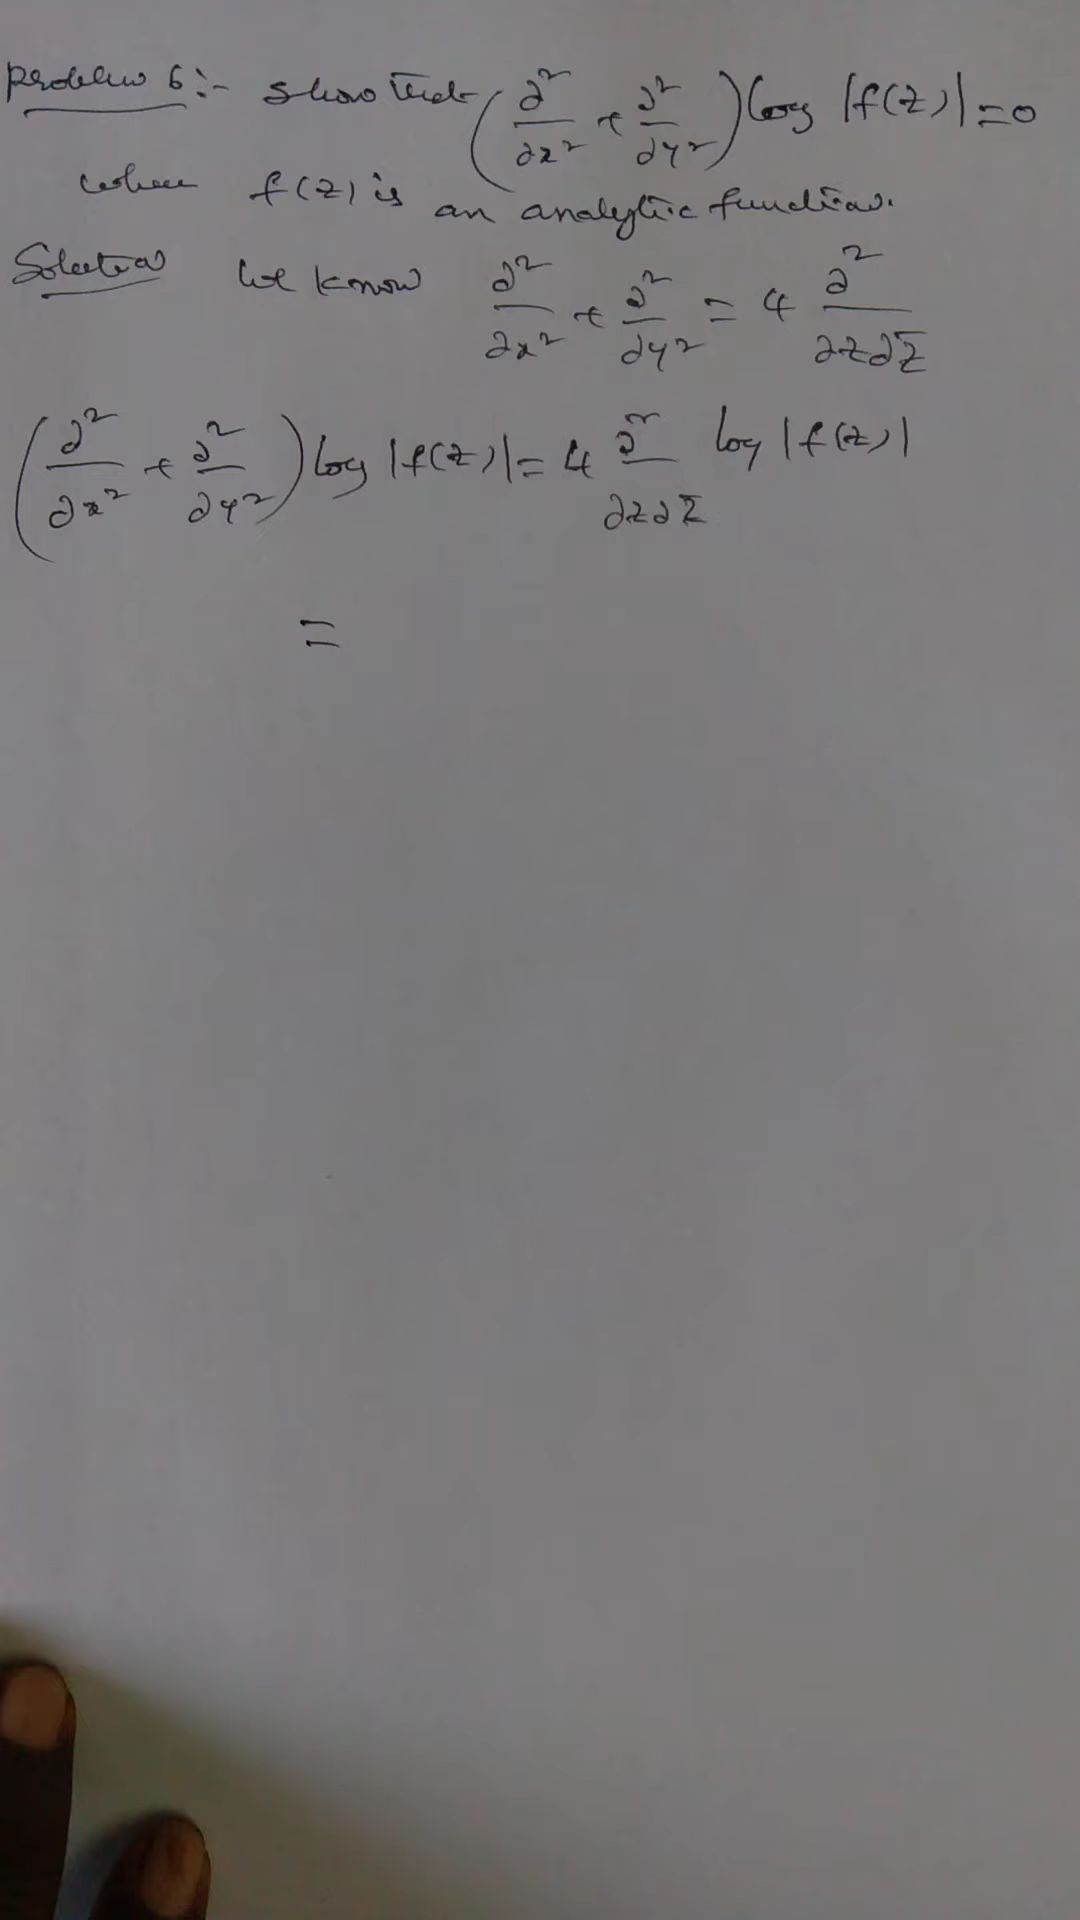 Problem 6:- Show that (∂²/∂x² + ∂²/∂y²) log |f(z)| = 0
where f(z) is an analytic function.
Solution We know ∂²/∂x² + ∂²/∂y² = 4 ∂²/∂z∂z̄
(∂²/∂x² + ∂²/∂y²) log |f(z)| = 4 ∂²/∂z∂z̄ log |f(z)|
=